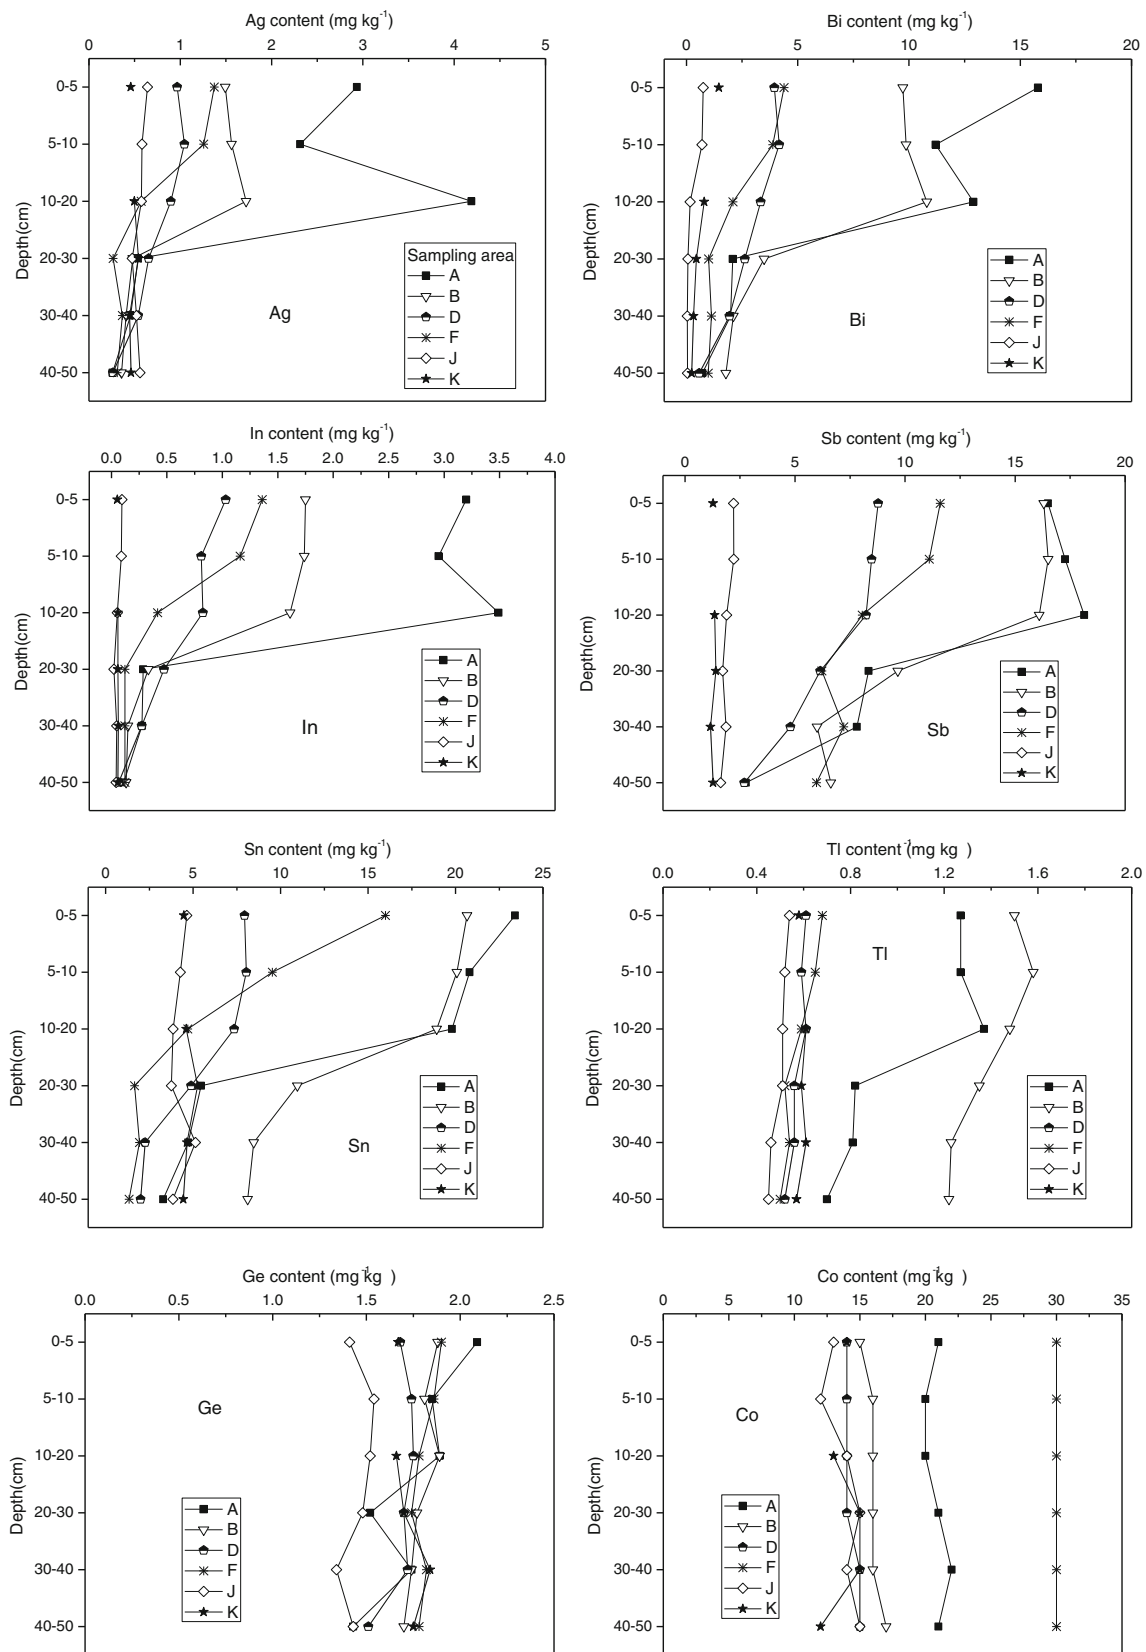 Ag content (mg kg⁻¹)
0 1 2 3 4 5
Depth(cm)
0-5
5-10
10-20
20-30
30-40
40-50
Ag
Sampling area
A
B
D
F
J
K
Bi content (mg kg⁻¹)
0 5 10 15 20
Depth(cm)
0-5
5-10
10-20
20-30
30-40
40-50
Bi
A
B
D
F
J
K
In content (mg kg⁻¹)
0.0 0.5 1.0 1.5 2.0 2.5 3.0 3.5 4.0
Depth(cm)
0-5
5-10
10-20
20-30
30-40
40-50
In
A
B
D
F
J
K
Sb content (mg kg⁻¹)
0 5 10 15 20
Depth(cm)
0-5
5-10
10-20
20-30
30-40
40-50
Sb
A
B
D
F
J
K
Sn content (mg kg⁻¹)
0 5 10 15 20 25
Depth(cm)
0-5
5-10
10-20
20-30
30-40
40-50
Sn
A
B
D
F
J
K
Tl content (mg kg⁻¹)
0.0 0.4 0.8 1.2 1.6 2.0
Depth(cm)
0-5
5-10
10-20
20-30
30-40
40-50
Tl
A
B
D
F
J
K
Ge content (mg kg⁻¹)
0.0 0.5 1.0 1.5 2.0 2.5
Depth(cm)
0-5
5-10
10-20
20-30
30-40
40-50
Ge
A
B
D
F
J
K
Co content (mg kg⁻¹)
0 5 10 15 20 25 30 35
Depth(cm)
0-5
5-10
10-20
20-30
30-40
40-50
Co
A
B
D
F
J
K